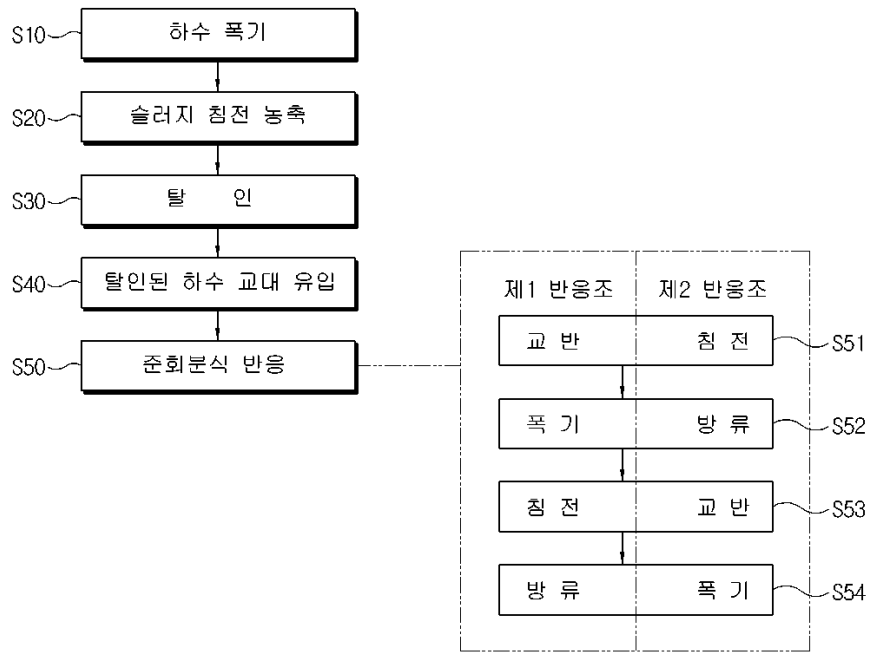 S10 하수 폭기
S20 슬러지 침전 농축
S30 탈 인
S40 탈인된 하수 교대 유입
S50 준회분식 반응
제1 반응조 제2 반응조
교 반 침 전 S51
폭 기 방 류 S52
침 전 교 반 S53
방 류 폭 기 S54